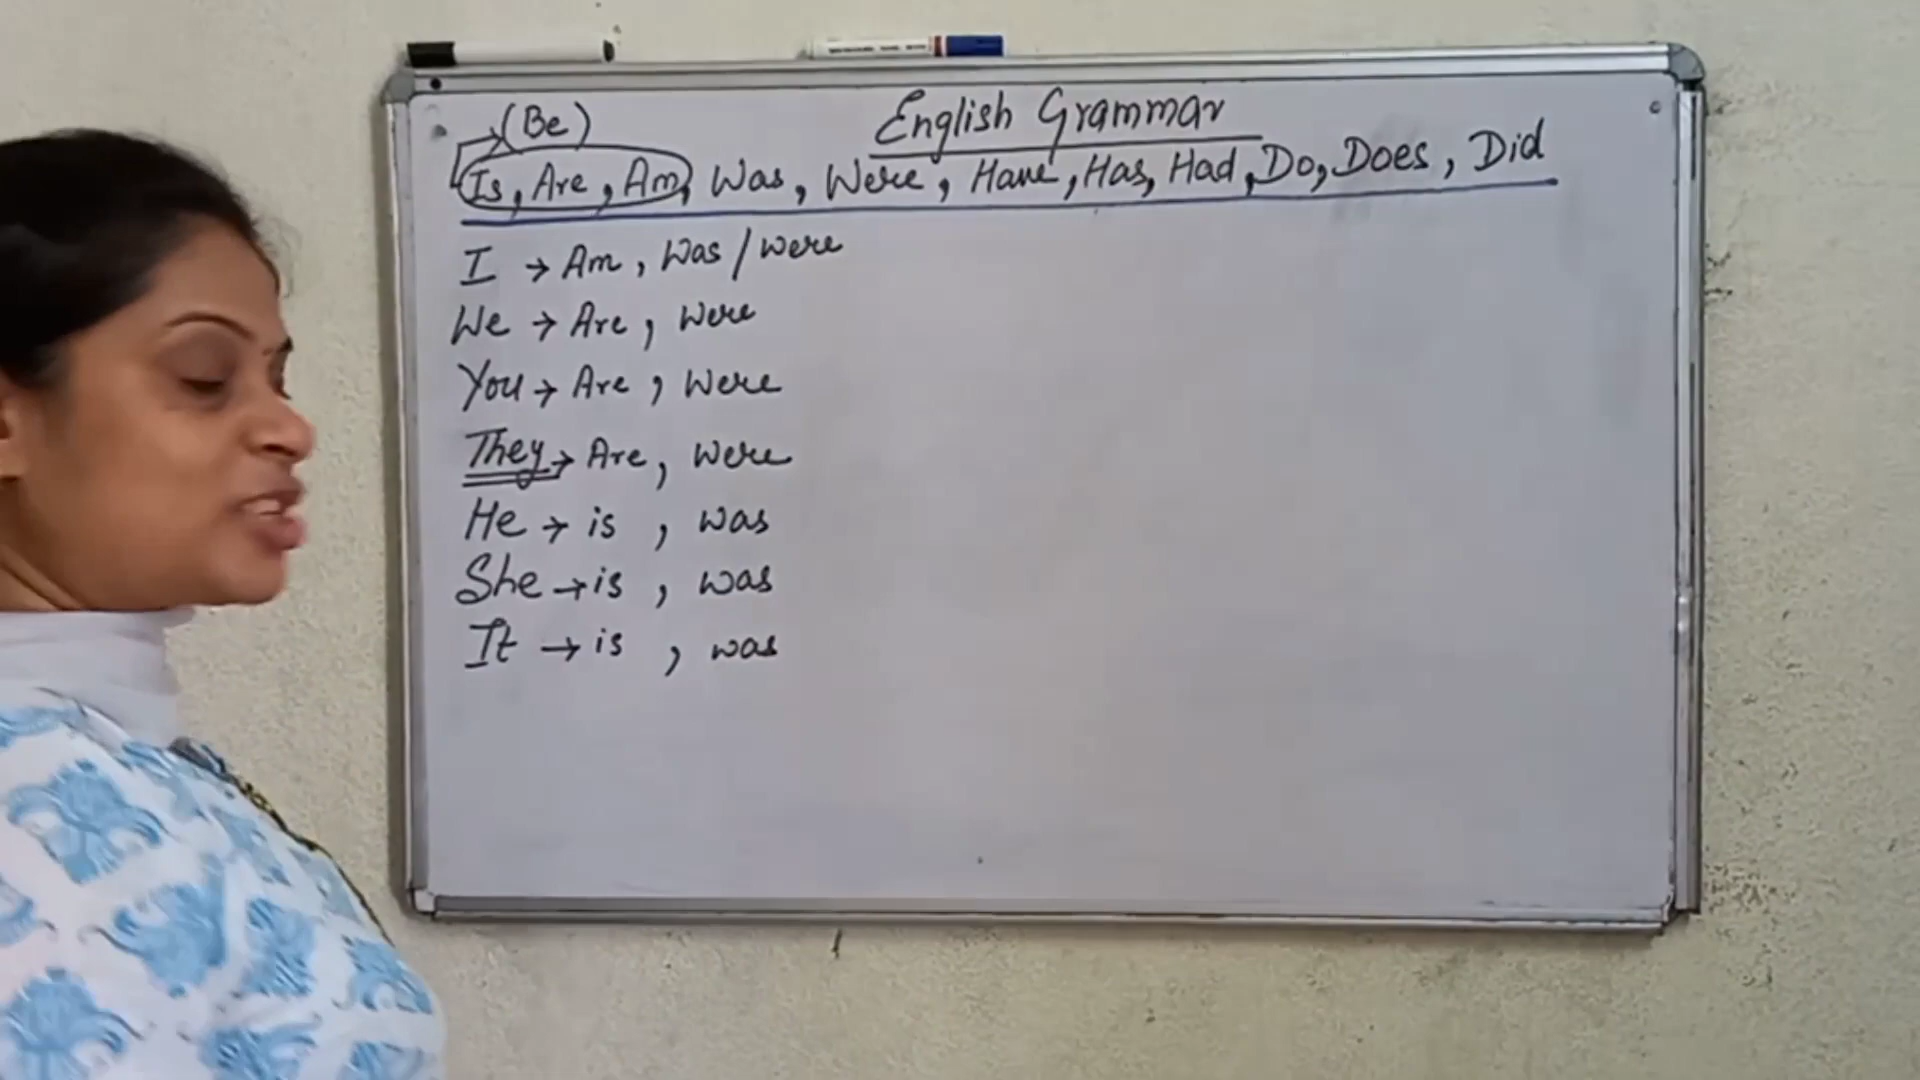 (Be)
English Grammar
Is, Are, Am, Was, Were, Have, Has, Had, Do, Does, Did
I → Am, Was/Were
We → Are, Were
You → Are, Were
They → Are, Were
He → is, was
She → is, was
It → is, was